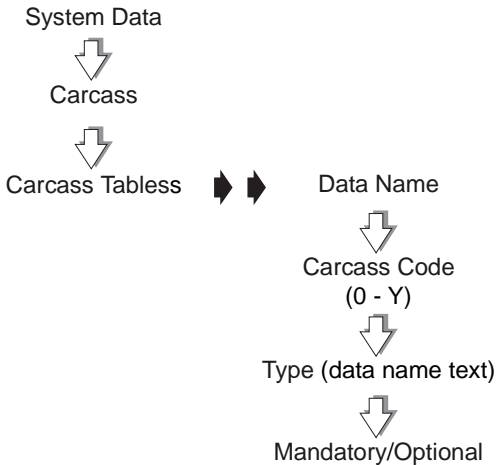 System Data
Carcass
Carcass Tabless
Data Name
Carcass Code
(0 - Y)
Type (data name text)
Mandatory/Optional